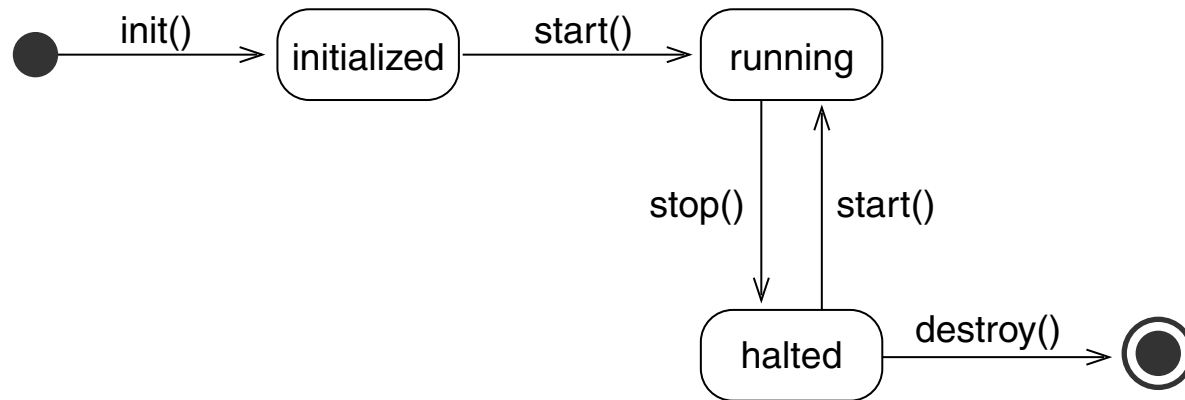 init()
initialized
start()
running
stop()
start()
halted
destroy()